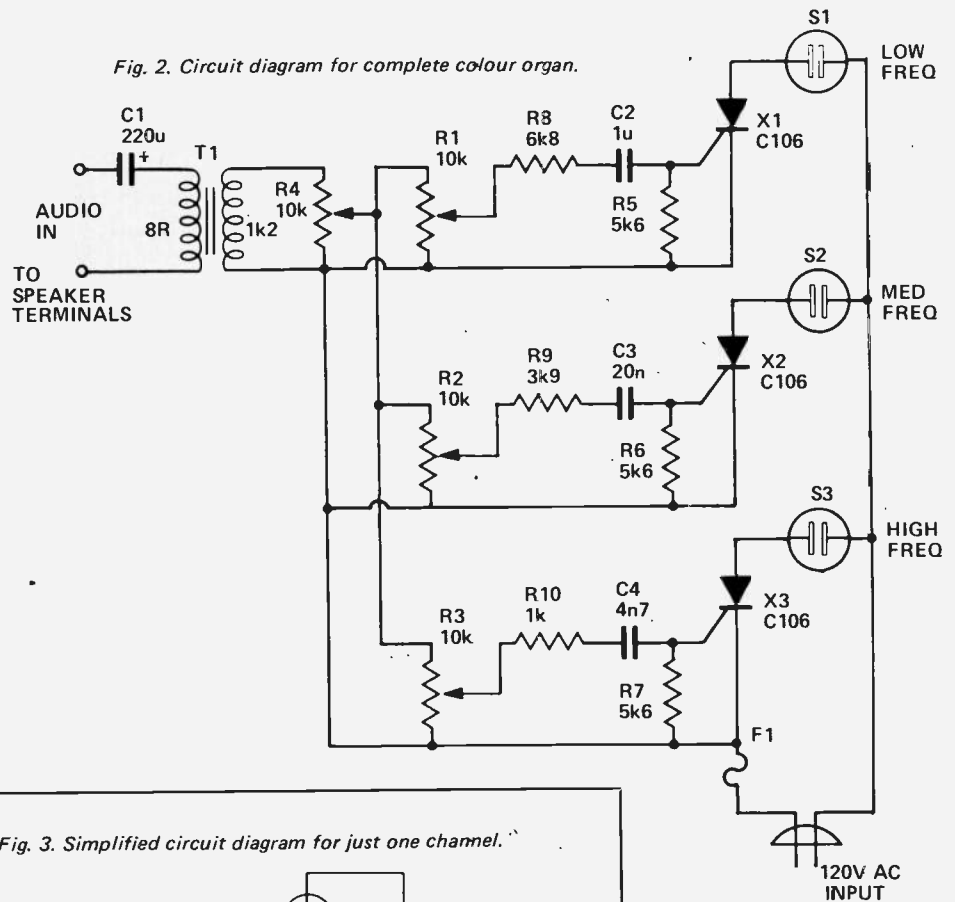 Fig. 2. Circuit diagram for complete colour organ.
S1
LOW
FREQ
C1
220u
+
T1
AUDIO
IN
8R
1k2
TO
SPEAKER
TERMINALS
R4
10k
R1
10k
R8
6k8
C2
1u
R5
5k6
X1
C106
S2
MED
FREQ
R2
10k
R9
3k9
C3
20n
R6
5k6
X2
C106
S3
HIGH
FREQ
R3
10k
R10
1k
C4
4n7
R7
5k6
X3
C106
F1
120V AC
INPUT
Fig. 3. Simplified circuit diagram for just one channel.